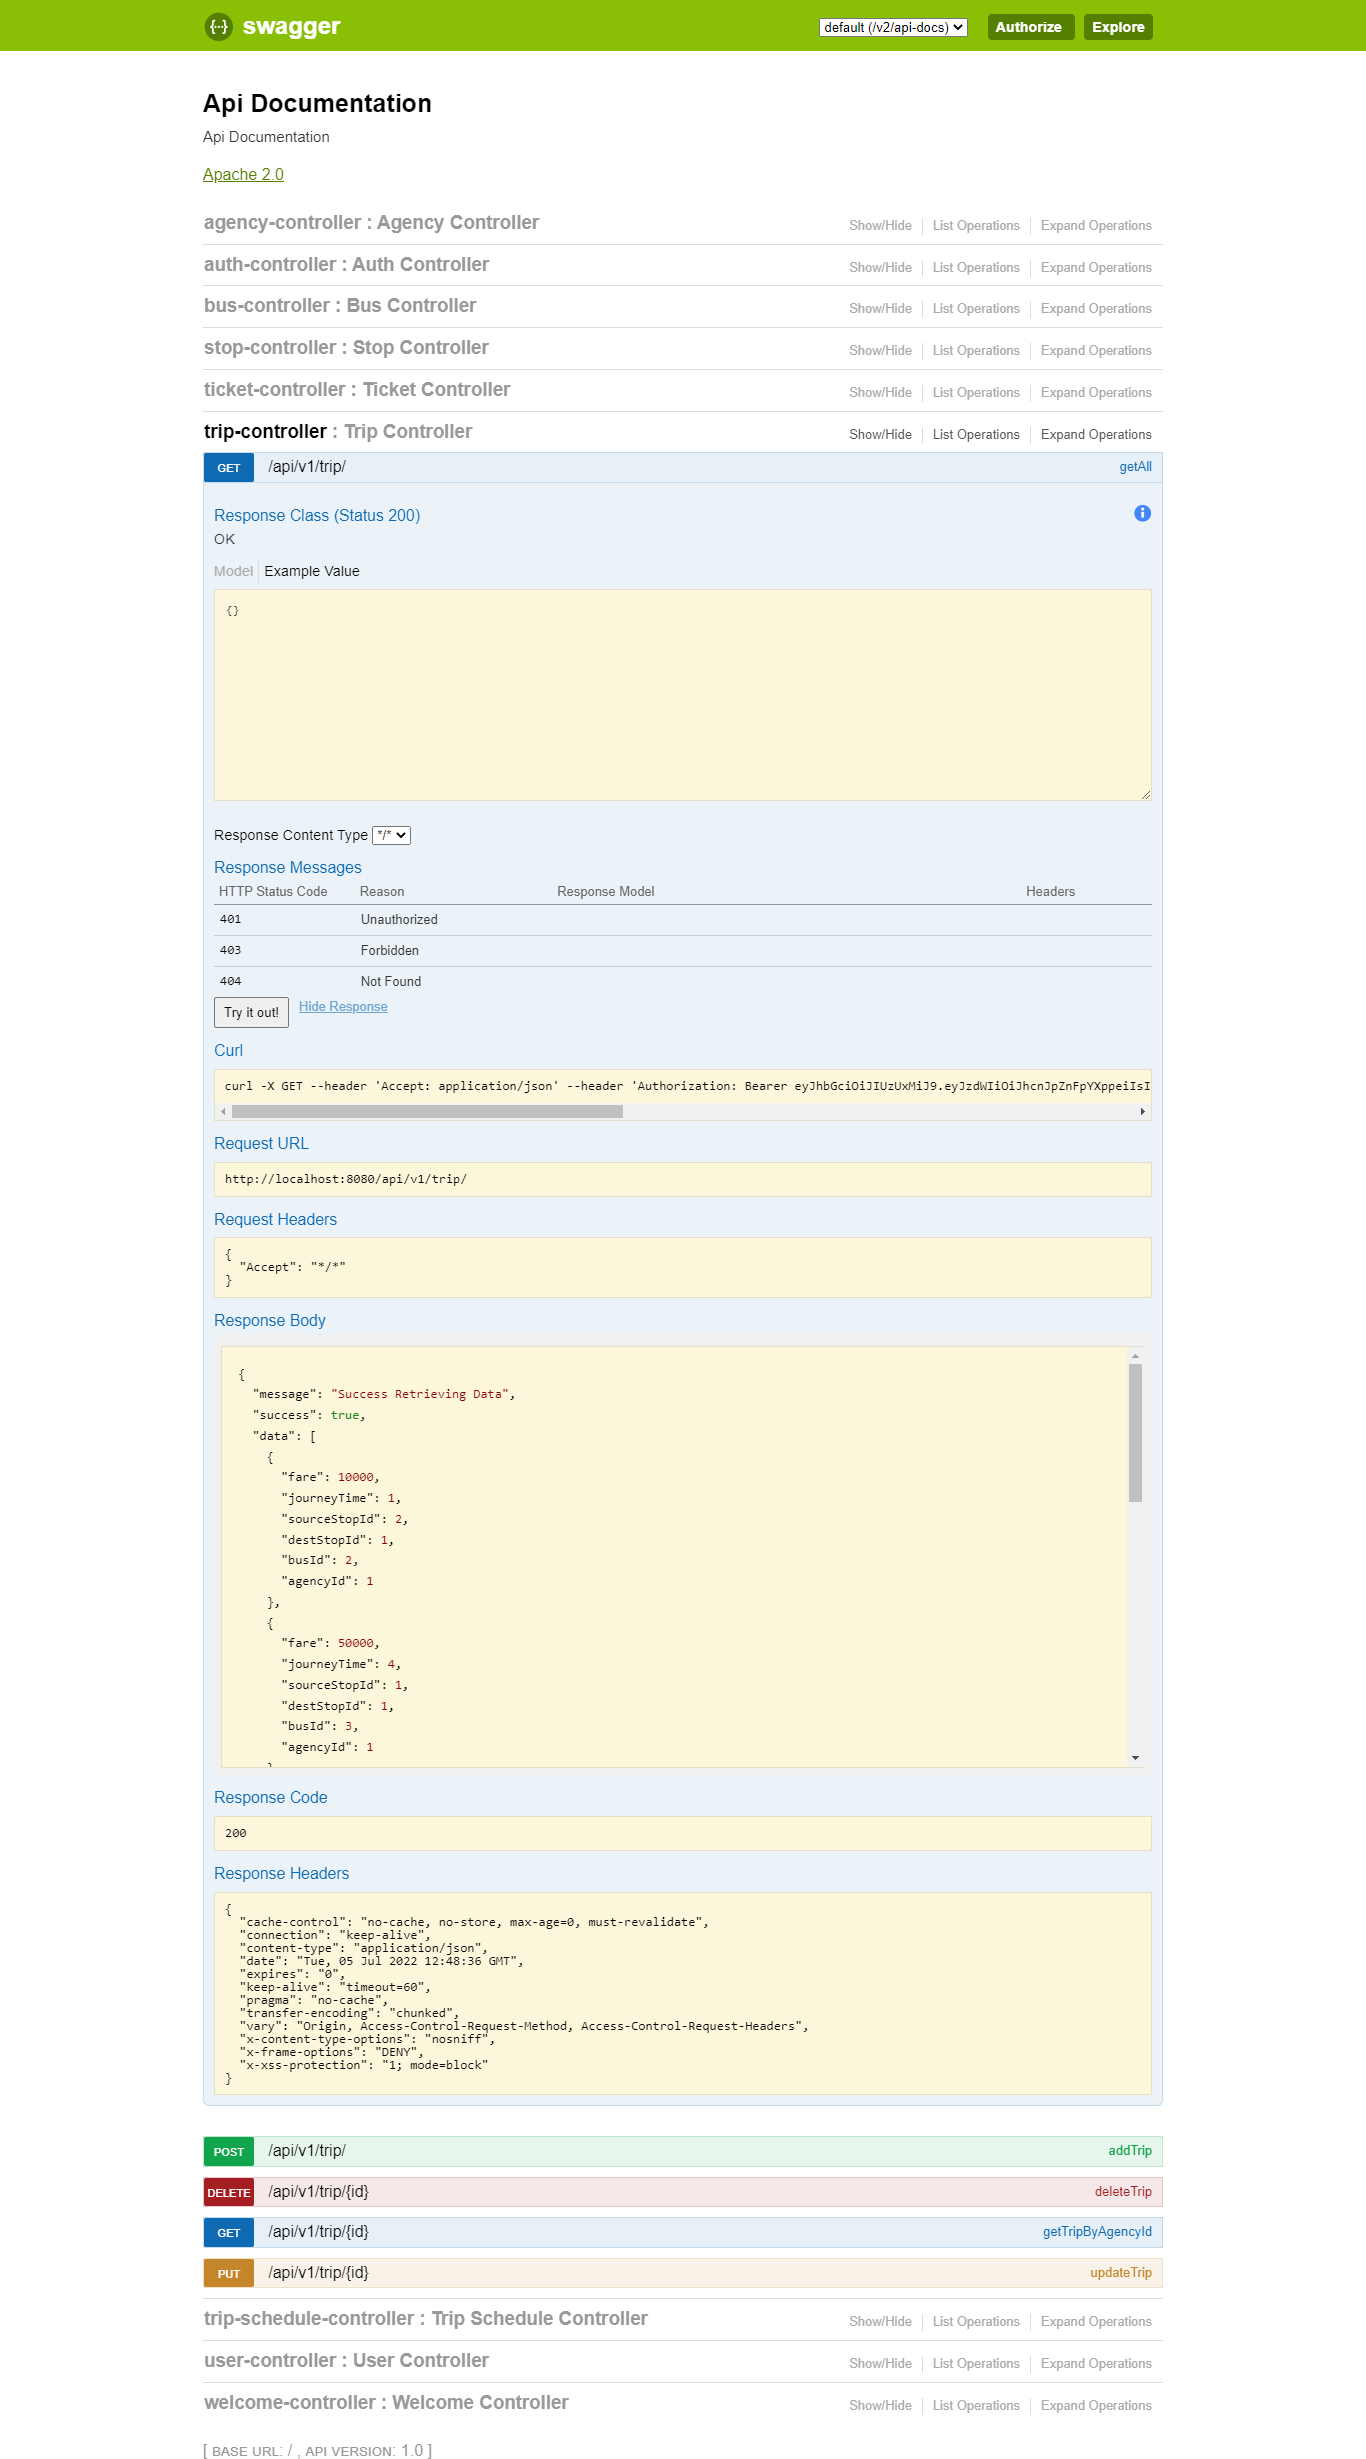 swagger
default (/v2/api-docs)
Authorize
Explore
Api Documentation
Api Documentation
Apache 2.0
agency-controller : Agency Controller
Show/Hide
List Operations
Expand Operations
auth-controller : Auth Controller
Show/Hide
List Operations
Expand Operations
bus-controller : Bus Controller
Show/Hide
List Operations
Expand Operations
stop-controller : Stop Controller
Show/Hide
List Operations
Expand Operations
ticket-controller : Ticket Controller
Show/Hide
List Operations
Expand Operations
trip-controller : Trip Controller
Show/Hide
List Operations
Expand Operations
GET /api/v1/trip/ getAll
Response Class (Status 200)
OK
Model Example Value
{}
Response Content Type */*
Response Messages
HTTP Status Code Reason Response Model Headers
401 Unauthorized
403 Forbidden
404 Not Found
Try it out! Hide Response
Curl
curl -X GET --header 'Accept: application/json' --header 'Authorization: Bearer eyJhbGciOiJIUzUxMiJ9.eyJzdWIiOiJhcnJpZnFpYXppeiIsI
Request URL
http://localhost:8080/api/v1/trip/
Request Headers
{
"Accept": "*/*"
}
Response Body
{
"message": "Success Retrieving Data",
"success": true,
"data": [
{
"fare": 10000,
"journeyTime": 1,
"sourceStopId": 2,
"destStopId": 1,
"busId": 2,
"agencyId": 1
},
{
"fare": 50000,
"journeyTime": 4,
"sourceStopId": 1,
"destStopId": 1,
"busId": 3,
"agencyId": 1
}
Response Code
200
Response Headers
{
"cache-control": "no-cache, no-store, max-age=0, must-revalidate",
"connection": "keep-alive",
"content-type": "application/json",
"date": "Tue, 05 Jul 2022 12:48:36 GMT",
"expires": "0",
"keep-alive": "timeout=60",
"pragma": "no-cache",
"transfer-encoding": "chunked",
"vary": "Origin, Access-Control-Request-Method, Access-Control-Request-Headers",
"x-content-type-options": "nosniff",
"x-frame-options": "DENY",
"x-xss-protection": "1; mode=block"
}
POST /api/v1/trip/ addTrip
DELETE /api/v1/trip/{id} deleteTrip
GET /api/v1/trip/{id} getTripByAgencyId
PUT /api/v1/trip/{id} updateTrip
trip-schedule-controller : Trip Schedule Controller
Show/Hide
List Operations
Expand Operations
user-controller : User Controller
Show/Hide
List Operations
Expand Operations
welcome-controller : Welcome Controller
Show/Hide
List Operations
Expand Operations
[ BASE URL: / , API VERSION: 1.0 ]